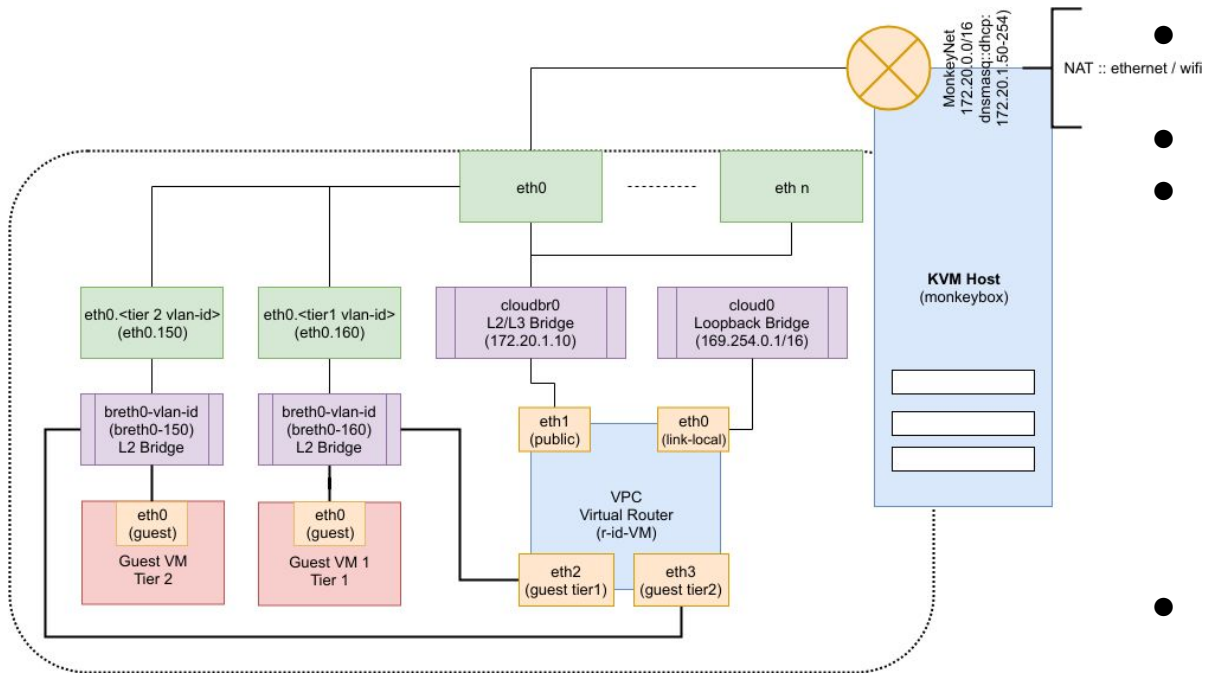 MonkeyNet
172.20.0.0/16
dnsmasq::dhcp:
172.20.1.50-254)
NAT :: ethernet / wifi
eth0
eth n
KVM Host
(monkeybox)
eth0.<tier 2 vlan-id>
(eth0.150)
eth0.<tier1 vlan-id>
(eth0.160)
cloudbr0
L2/L3 Bridge
(172.20.1.10)
cloud0
Loopback Bridge
(169.254.0.1/16)
breth0-vlan-id
(breth0-150)
L2 Bridge
breth0-vlan-id
(breth0-160)
L2 Bridge
eth1
(public)
eth0
(link-local)
VPC
Virtual Router
(r-id-VM)
eth0
(guest)
Guest VM
Tier 2
eth0
(guest)
Guest VM 1
Tier 1
eth2
(guest tier1)
eth3
(guest tier2)